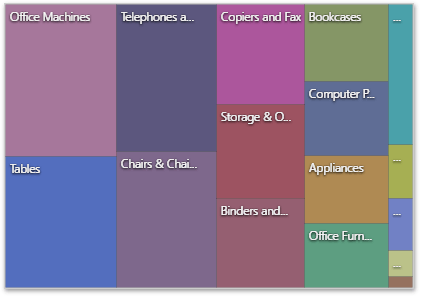 Office Machines
Tables
Telephones a...
Chairs & Chai...
Copiers and Fax
Storage & O...
Binders and...
Bookcases
Computer P...
Appliances
Office Furn...
...
...
...
...